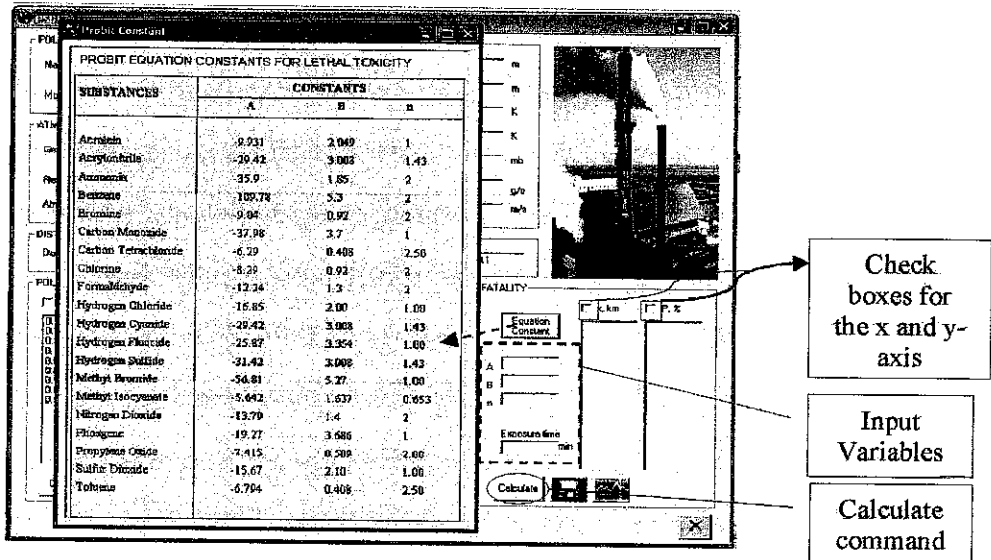 Probit Constant
PROBIT EQUATION CONSTANTS FOR LETHAL TOXICITY
SUBSTANCES CONSTANTS
A B n
Acrolein -9.931 2.049 1
Acrylonitrile -29.42 3.008 1.43
Ammonia -35.9 1.85 2
Benzene -109.78 5.3 2
Bromine -9.04 0.92 2
Carbon Monoxide -37.98 3.7 1
Carbon Tetrachloride -6.29 0.408 2.50
Chlorine -8.29 0.92 2
Formaldehyde -12.24 1.3 2
Hydrogen Chloride -16.85 2.00 1.00
Hydrogen Cyanide -29.42 3.008 1.43
Hydrogen Fluoride -25.87 3.354 1.00
Hydrogen Sulfide -31.42 3.008 1.43
Methyl Bromide -56.81 5.27 1.00
Methyl Isocyanate -5.642 1.637 0.653
Nitrogen Dioxide -13.79 1.4 2
Phosgene -19.27 3.686 1
Propylene Oxide -7.415 0.509 2.00
Sulfur Dioxide -15.67 2.10 1.00
Toluene -6.794 0.408 2.50
m
m
K
K
mb
g/s
m/s
FATALITY
Equation
Constant
x, km
P, %
A
B
n
Exposure time
min
Calculate
Check
boxes for
the x and y-
axis
Input
Variables
Calculate
command